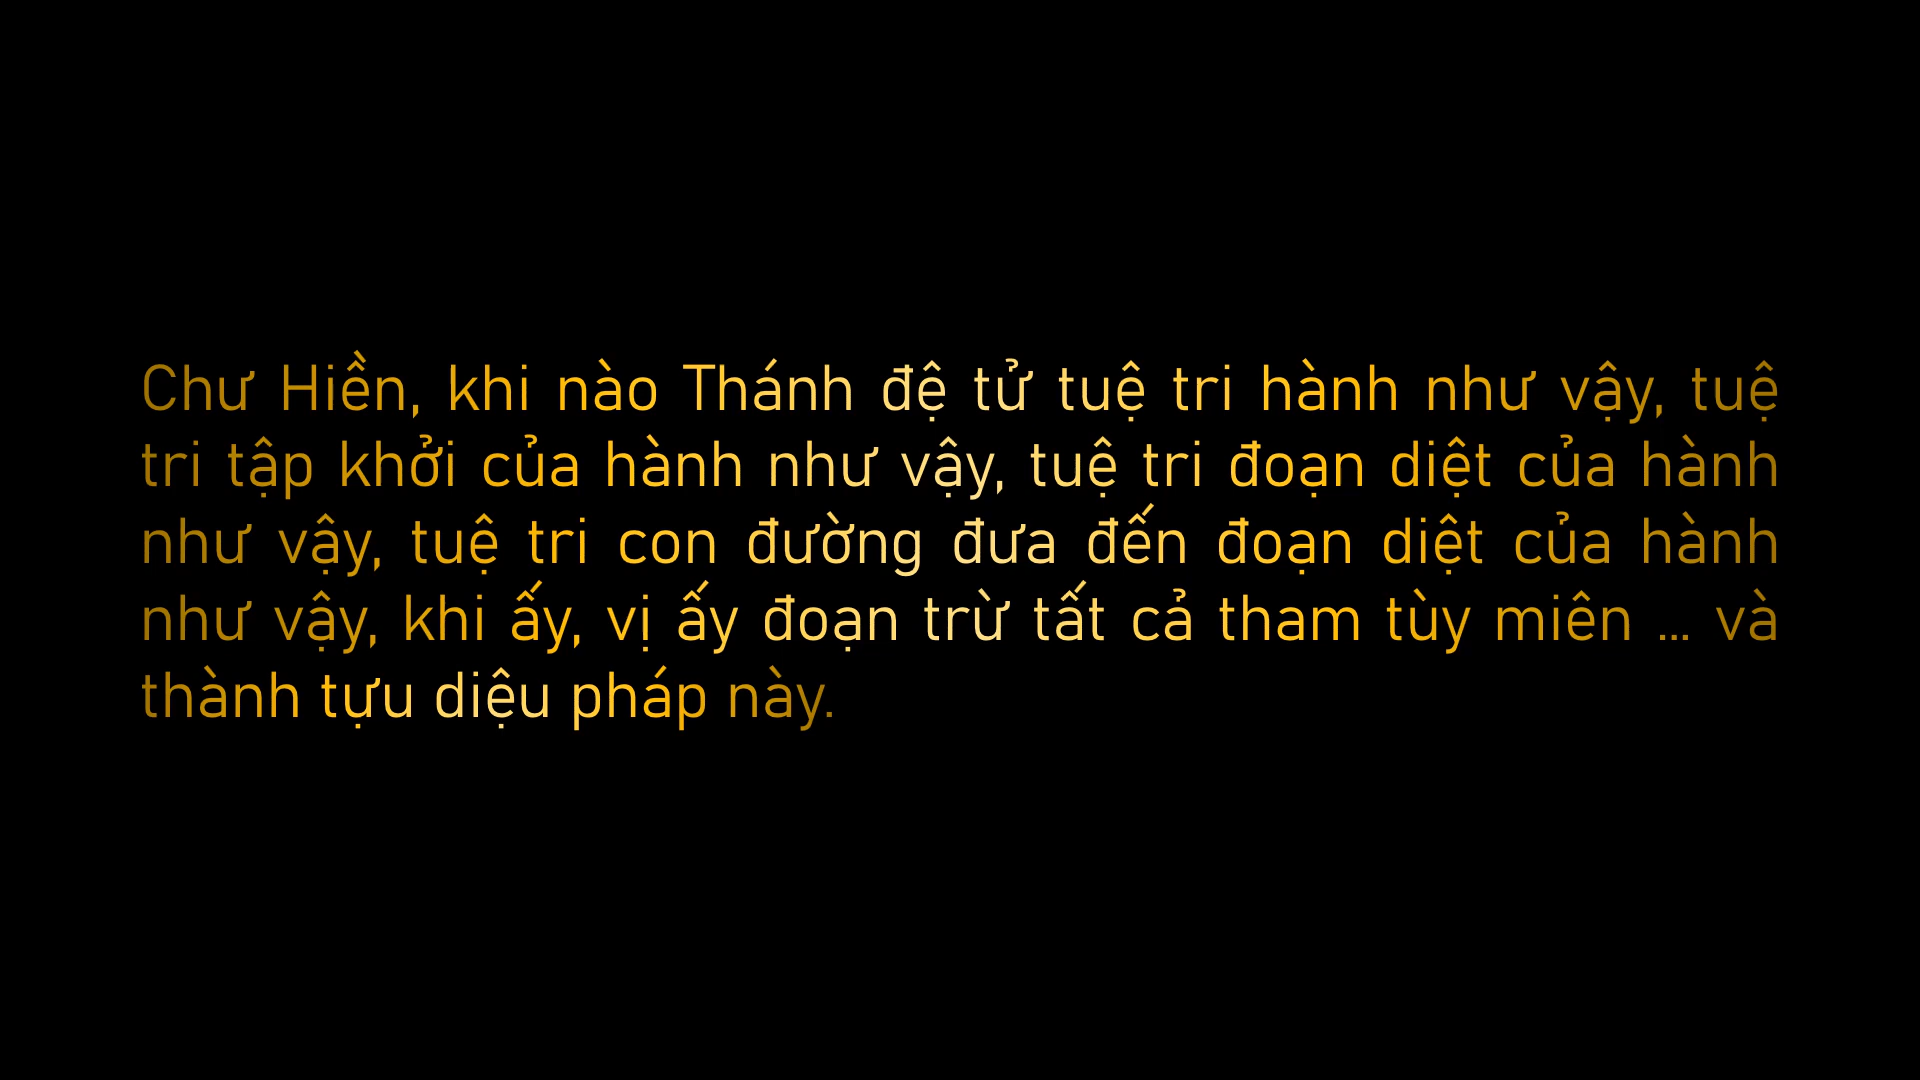 Chư Hiền, khi nào Thánh đệ tử tuệ tri hành như vậy, tuệ
tri tập khởi của hành như vậy, tuệ tri đoạn diệt của hành
như vậy, tuệ tri con đường đưa đến đoạn diệt của hành
như vậy, khi ấy, vị ấy đoạn trừ tất cả tham tùy miên ... và
thành tựu diệu pháp này.